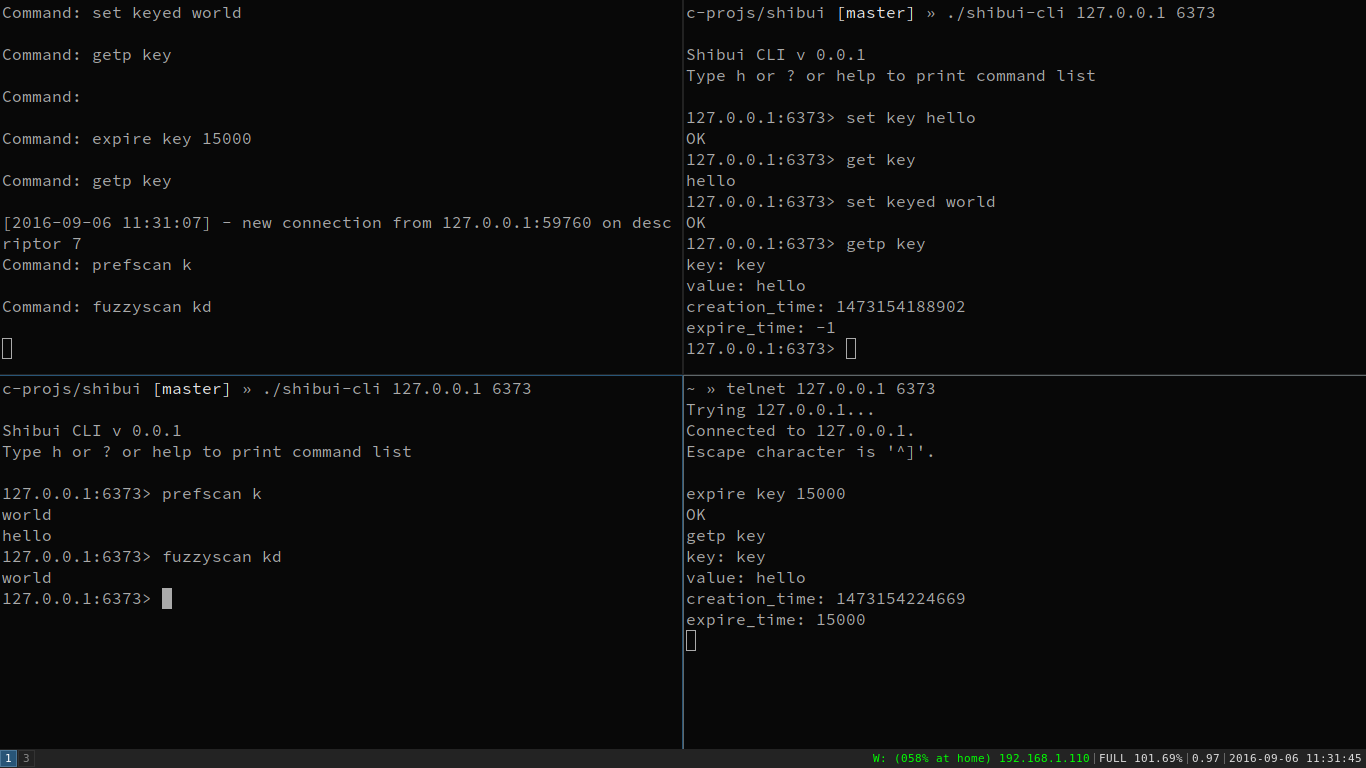 Command: set keyed world
Command: getp key
Command:
Command: expire key 15000
Command: getp key
[2016-09-06 11:31:07] - new connection from 127.0.0.1:59760 on desc
riptor 7
Command: prefscan k
Command: fuzzyscan kd
c-projs/shibui [master] » ./shibui-cli 127.0.0.1 6373
Shibui CLI v 0.0.1
Type h or ? or help to print command list
127.0.0.1:6373> set key hello
OK
127.0.0.1:6373> get key
hello
127.0.0.1:6373> set keyed world
OK
127.0.0.1:6373> getp key
key: key
value: hello
creation_time: 1473154188902
expire_time: -1
127.0.0.1:6373>
c-projs/shibui [master] » ./shibui-cli 127.0.0.1 6373
Shibui CLI v 0.0.1
Type h or ? or help to print command list
127.0.0.1:6373> prefscan k
world
hello
127.0.0.1:6373> fuzzyscan kd
world
127.0.0.1:6373>
~ » telnet 127.0.0.1 6373
Trying 127.0.0.1...
Connected to 127.0.0.1.
Escape character is '^]'.
expire key 15000
OK
getp key
key: key
value: hello
creation_time: 1473154224669
expire_time: 15000
1 3
W: (058% at home) 192.168.1.110|FULL 101.69%|0.97|2016-09-06 11:31:45